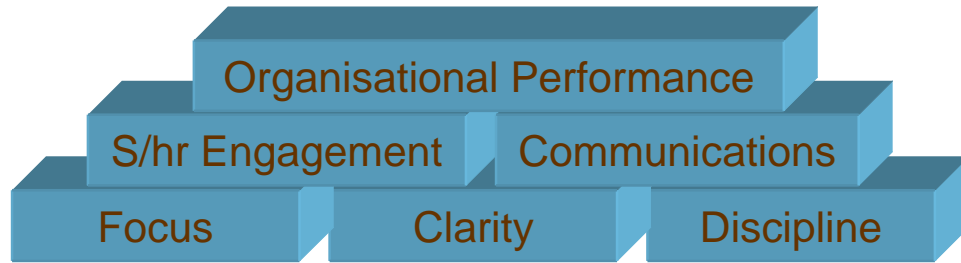 Organisational Performance
S/hr Engagement Communications
Focus Clarity Discipline